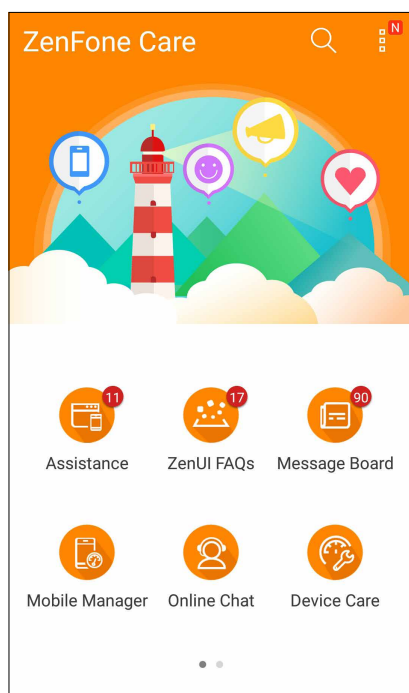 ZenFone Care
N
11
17
90
Assistance
ZenUI FAQs
Message Board
Mobile Manager
Online Chat
Device Care